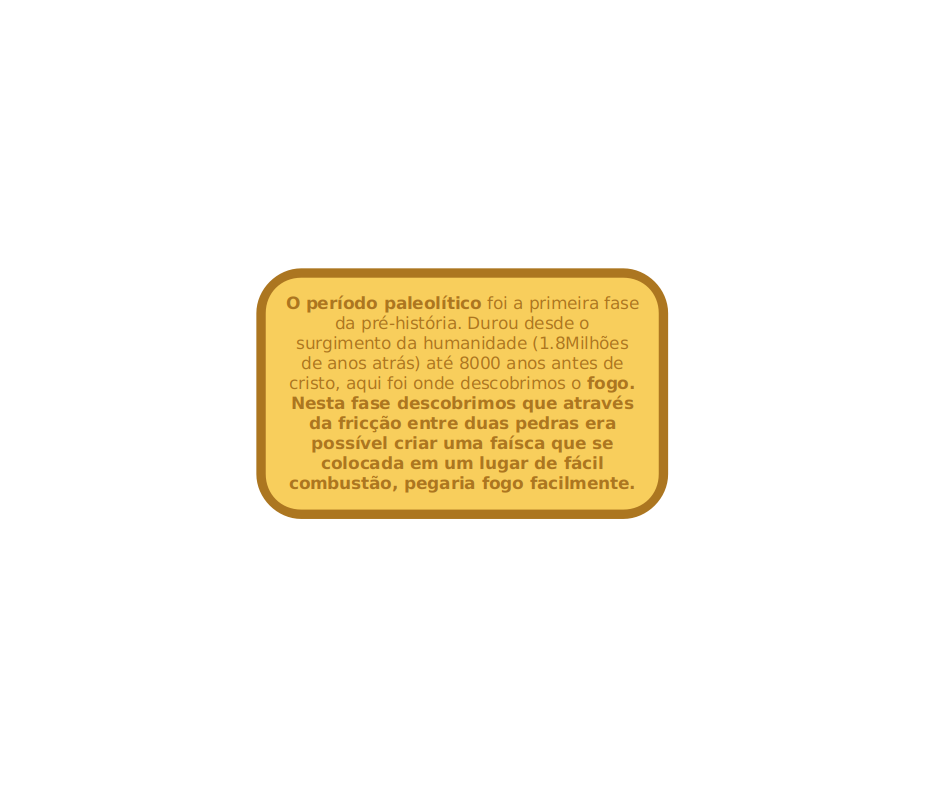 O período paleolítico foi a primeira fase
da pré-história. Durou desde o
surgimento da humanidade (1.8Milhões
de anos atrás) até 8000 anos antes de
cristo, aqui foi onde descobrimos o fogo.
Nesta fase descobrimos que através
da fricção entre duas pedras era
possível criar uma faísca que se
colocada em um lugar de fácil
combustão, pegaria fogo facilmente.